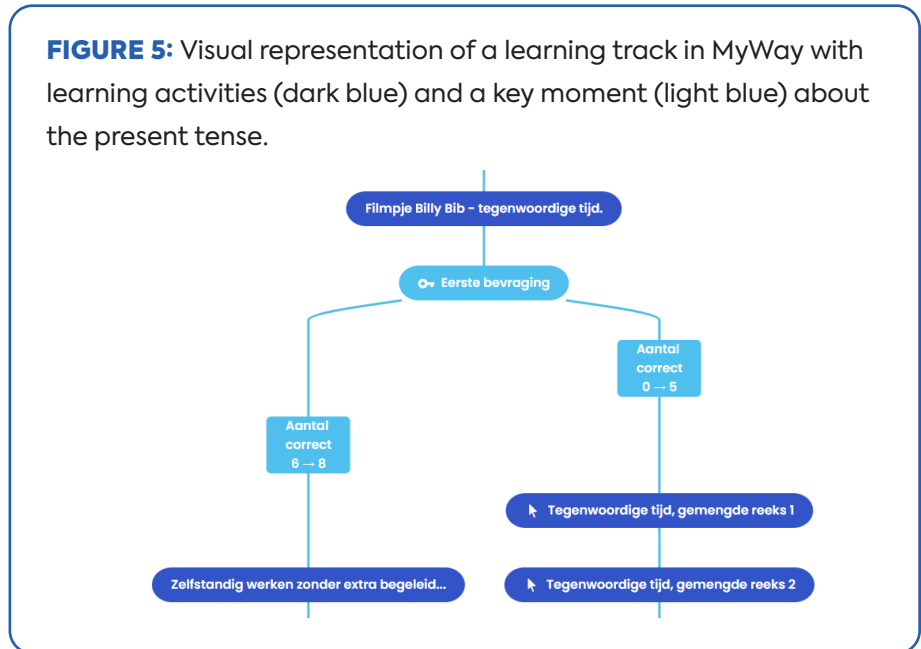 FIGURE 5: Visual representation of a learning track in MyWay with
learning activities (dark blue) and a key moment (light blue) about
the present tense.
Filmpje Billy Bib - tegenwoordige tijd.
Eerste bevraging
Aantal
correct
0 → 5
Aantal
correct
6 → 8
Tegenwoordige tijd, gemengde reeks 1
Zelfstandig werken zonder extra begeleid...
Tegenwoordige tijd, gemengde reeks 2